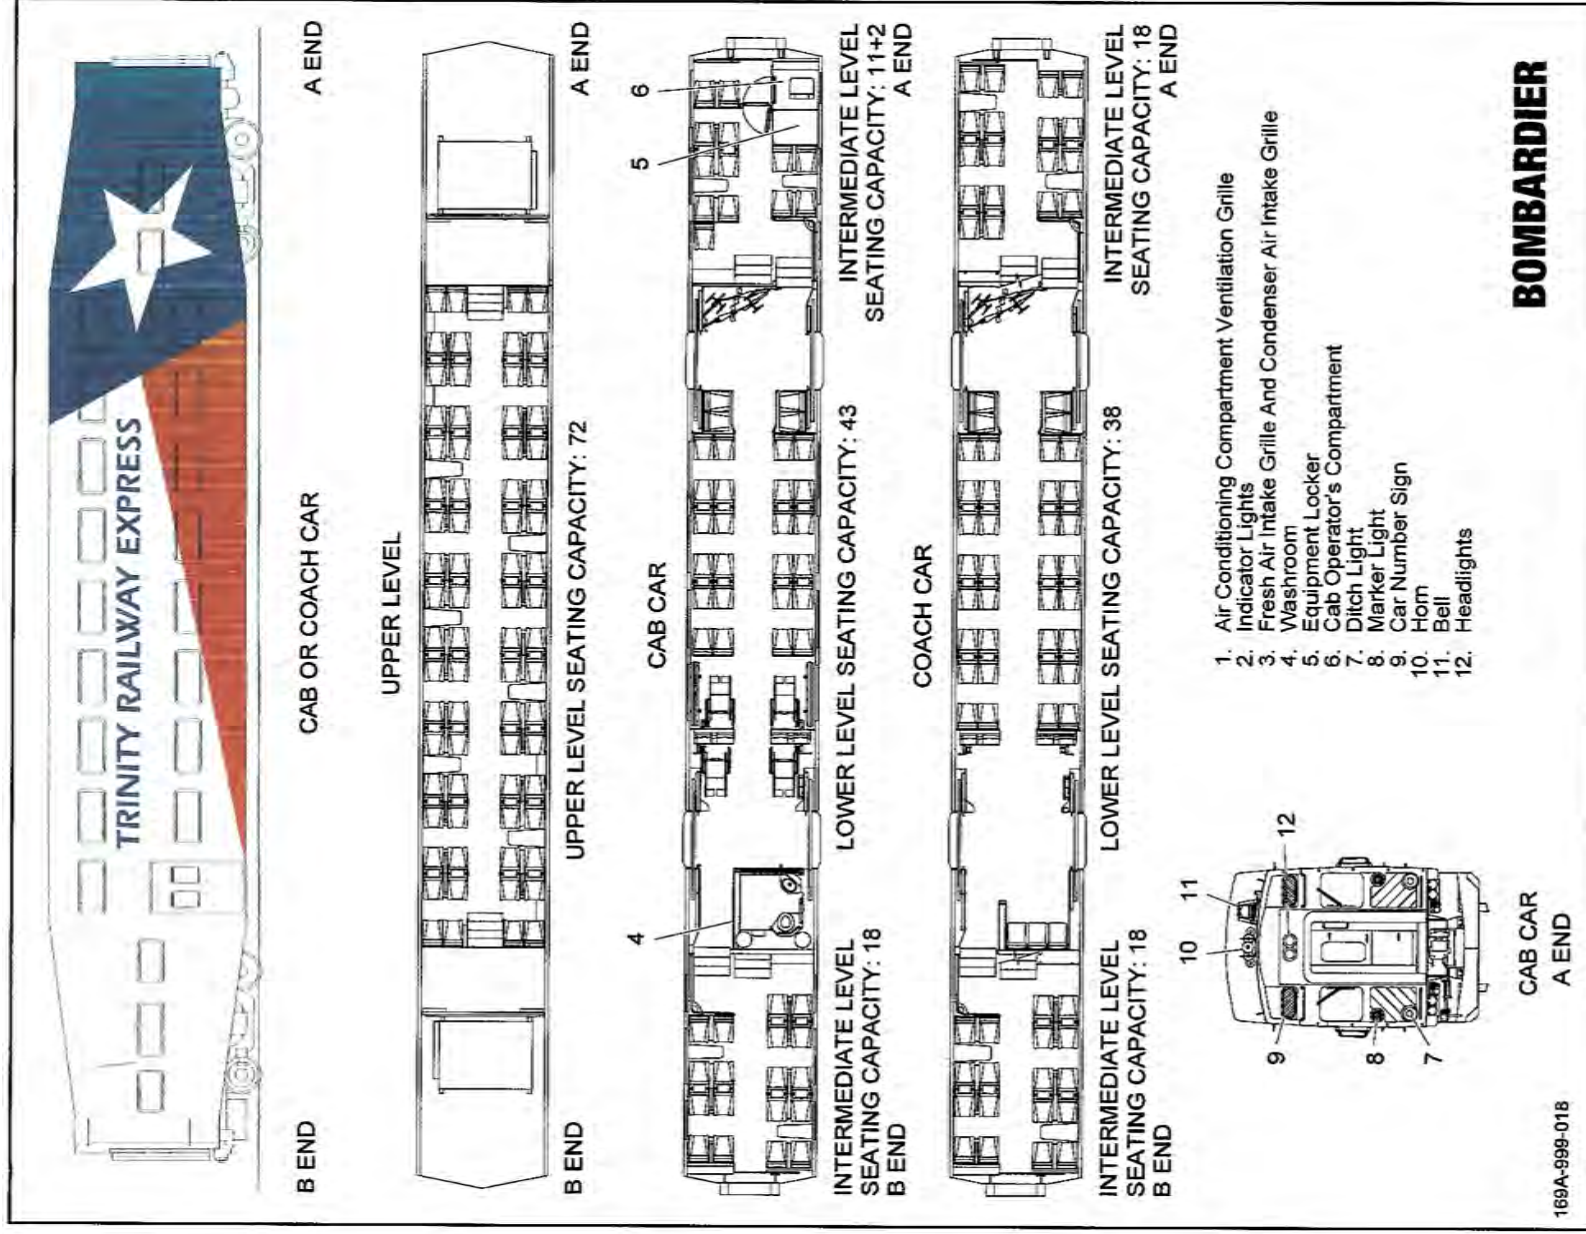 TRINITY RAILWAY EXPRESS
B END
CAB OR COACH CAR
A END
UPPER LEVEL
B END
UPPER LEVEL SEATING CAPACITY: 72
A END
CAB CAR
4
5
6
INTERMEDIATE LEVEL
SEATING CAPACITY: 18
B END
LOWER LEVEL SEATING CAPACITY: 43
INTERMEDIATE LEVEL
SEATING CAPACITY: 11+2
A END
COACH CAR
INTERMEDIATE LEVEL
SEATING CAPACITY: 18
B END
LOWER LEVEL SEATING CAPACITY: 38
INTERMEDIATE LEVEL
SEATING CAPACITY: 18
A END
9
10
11
12
8
7
CAB CAR
A END
1. Air Conditioning Compartment Ventilation Grille
2. Indicator Lights
3. Fresh Air Intake Grille And Condenser Air Intake Grille
4. Washroom
5. Equipment Locker
6. Cab Operator's Compartment
7. Ditch Light
8. Marker Light
9. Car Number Sign
10. Horn
11. Bell
12. Headlights
169A-999-018
BOMBARDIER